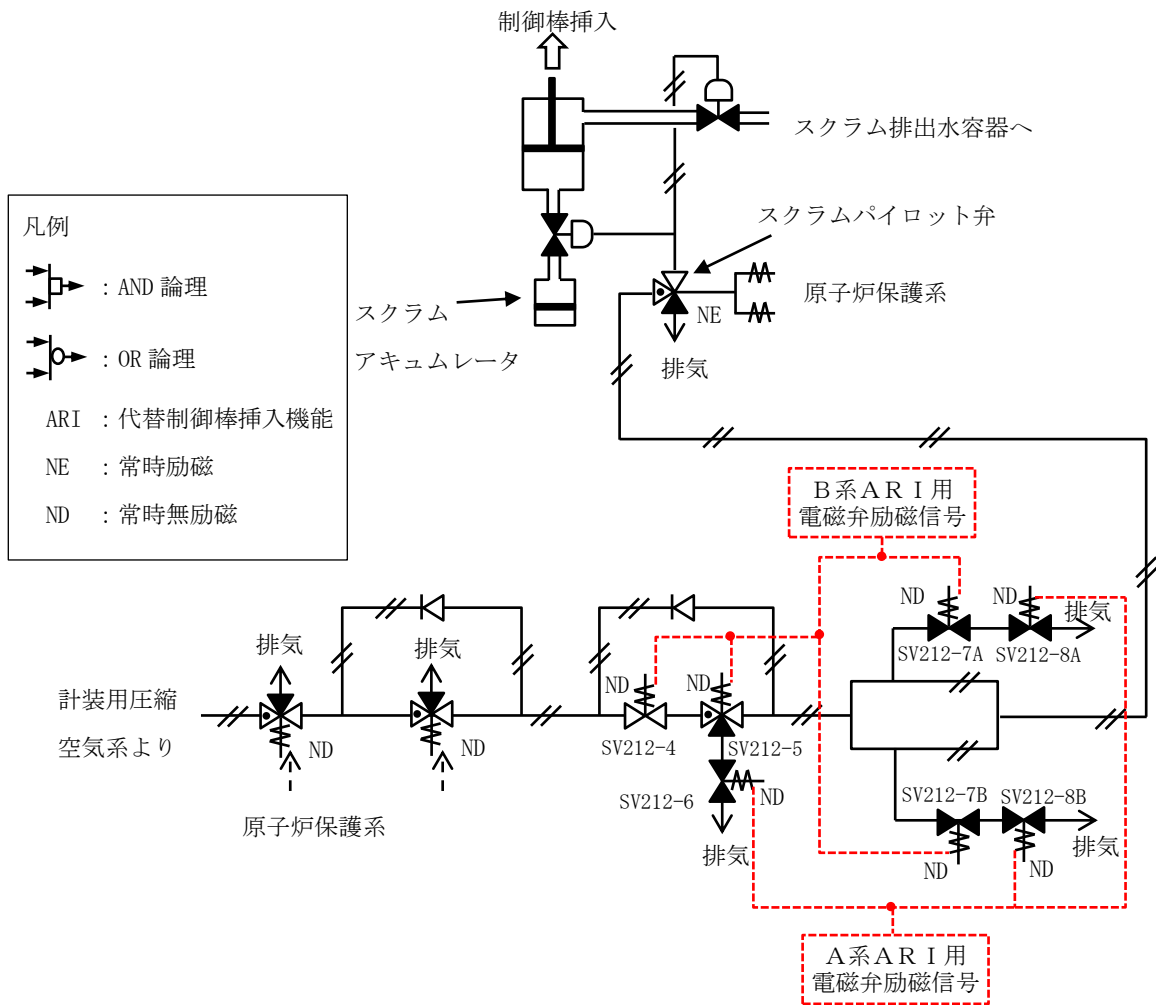 制御棒挿入
スクラム排出水容器へ
スクラムパイロット弁
原子炉保護系
NE
排気
スクラム
アキュムレータ
凡例
：AND 論理
：OR 論理
ARI ：代替制御棒挿入機能
NE ：常時励磁
ND ：常時無励磁
B系ARI用
電磁弁励磁信号
計装用圧縮
空気系より
排気
ND
排気
ND
原子炉保護系
ND
SV212-4
ND
SV212-5
SV212-6
ND
排気
ND
SV212-7A
ND
SV212-8A
排気
SV212-7B
ND
SV212-8B
ND
排気
A系ARI用
電磁弁励磁信号